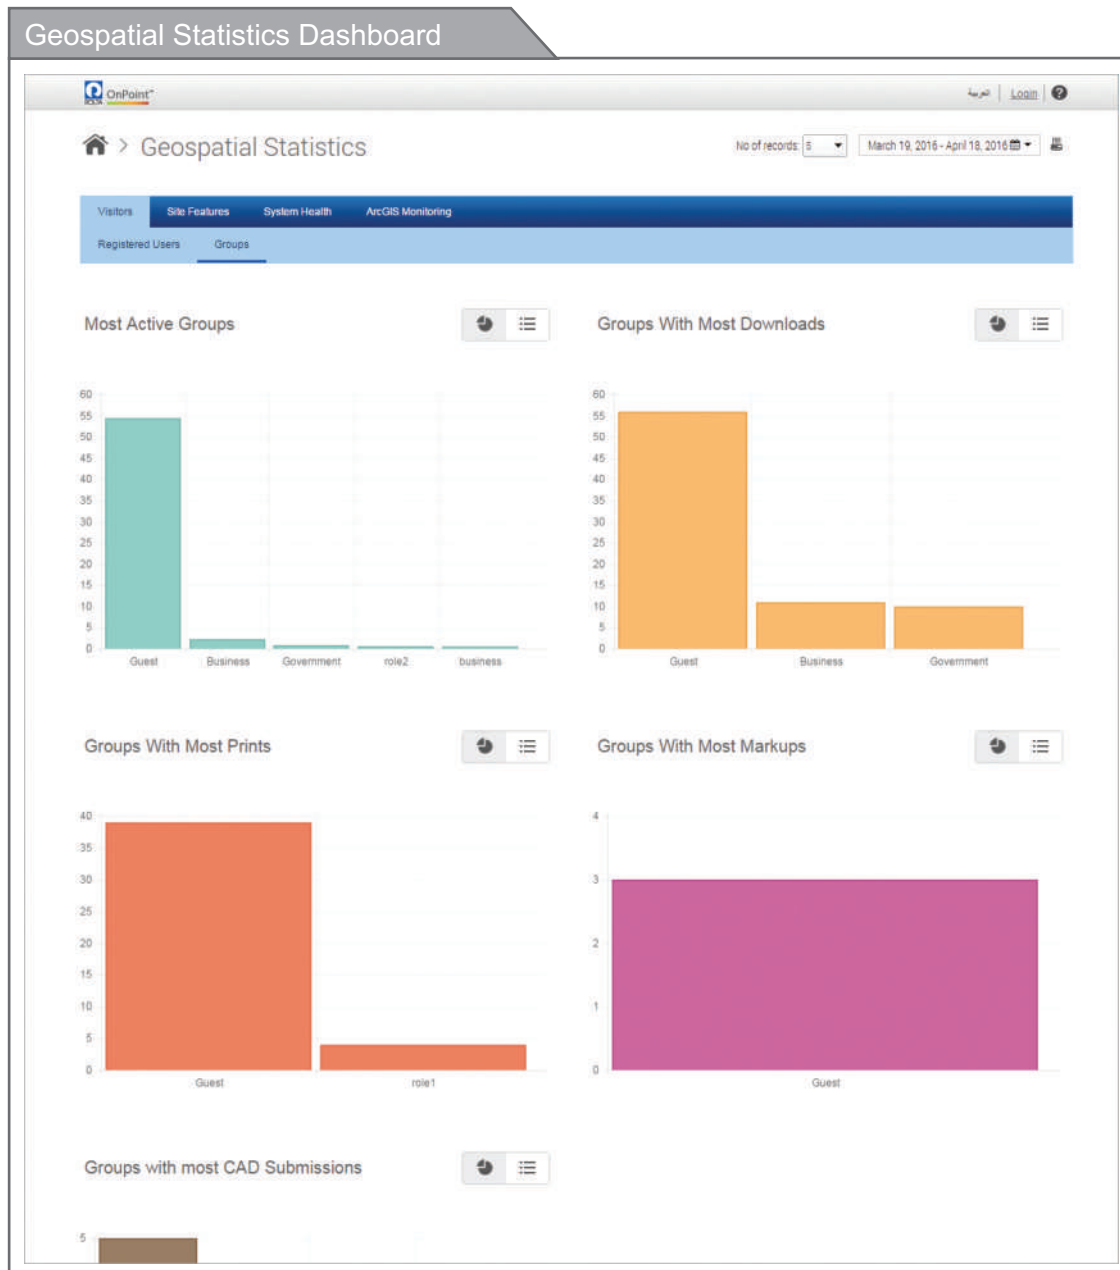 Geospatial Statistics Dashboard
ROLTA OnPoint™
العربية | Login
> Geospatial Statistics
No of records: 5
March 19, 2016 - April 18, 2016
Visitors Site Features System Health ArcGIS Monitoring
Registered Users Groups
Most Active Groups
60
55
50
45
40
35
30
25
20
15
10
5
0
Guest Business Government role2 business
Groups With Most Downloads
60
55
50
45
40
35
30
25
20
15
10
5
0
Guest Business Government
Groups With Most Prints
40
35
30
25
20
15
10
5
0
Guest role1
Groups With Most Markups
4
3
2
1
0
Guest
Groups with most CAD Submissions
5